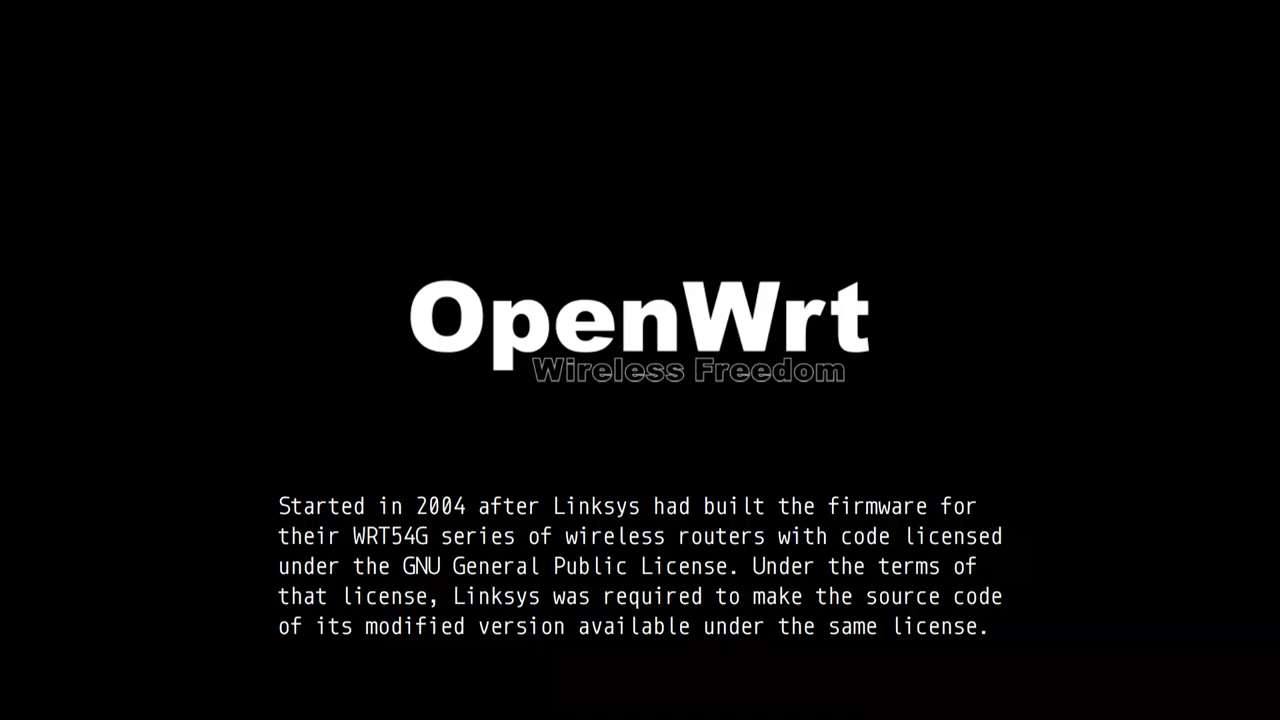 OpenWrt
Wireless Freedom
Started in 2004 after Linksys had built the firmware for
their WRT54G series of wireless routers with code licensed
under the GNU General Public License. Under the terms of
that license, Linksys was required to make the source code
of its modified version available under the same license.